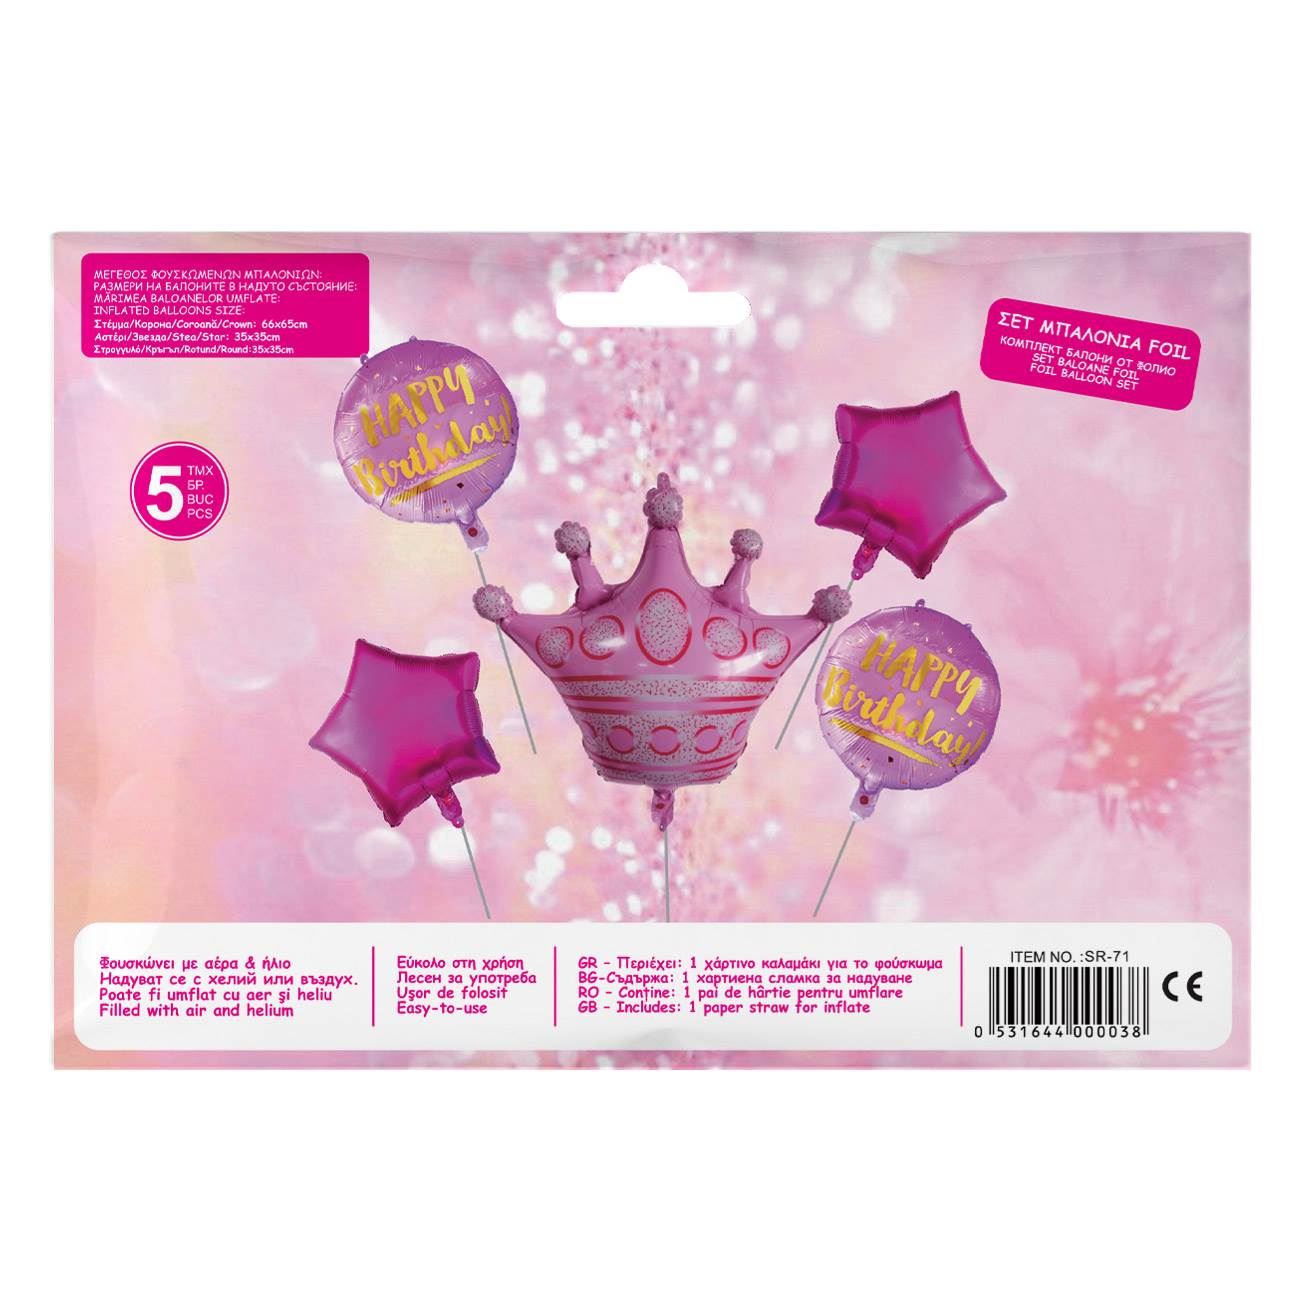 ΜΕΓΕΘΟΣ ΦΟΥΣΚΩΜΕΝΩΝ ΜΠΑΛΟΝΙΩΝ:
РАЗМЕРИ НА БАЛОНИТЕ В НАДУТО СЪСТОЯНИЕ:
MĂRIMEA BALOANELOR UMFLATE:
INFLATED BALLOONS SIZE:
Στέμμα/Корона/Coroană/Crown: 66x65cm
Αστέρι/Звезда/Stea/Star: 35x35cm
Στρογγυλό/Кръгъл/Rotund/Round:35x35cm
ΣΕΤ ΜΠΑΛΟΝΙΑ FOIL
КОМПЛЕКТ БАЛОНИ ОТ ФОЛИО
SET BALOANE FOIL
FOIL BALLOON SET
5
ΤΜΧ
БР.
BUC
PCS
HAPPY
Birthday!
HAPPY
Birthday!
Φουσκώνει με αέρα & ήλιο
Надуват се с хелий или въздух.
Poate fi umflat cu aer și heliu
Filled with air and helium
Εύκολο στη χρήση
Лесен за употреба
Ușor de folosit
Easy-to-use
GR - Περιέχει: 1 χάρτινο καλαμάκι για το φούσκωμα
BG-Съдържа: 1 хартиена сламка за надуване
RO - Conține: 1 pai de hârtie pentru umflare
GB - Includes: 1 paper straw for inflate
ITEM NO. :SR-71
0 531644 000038
CE